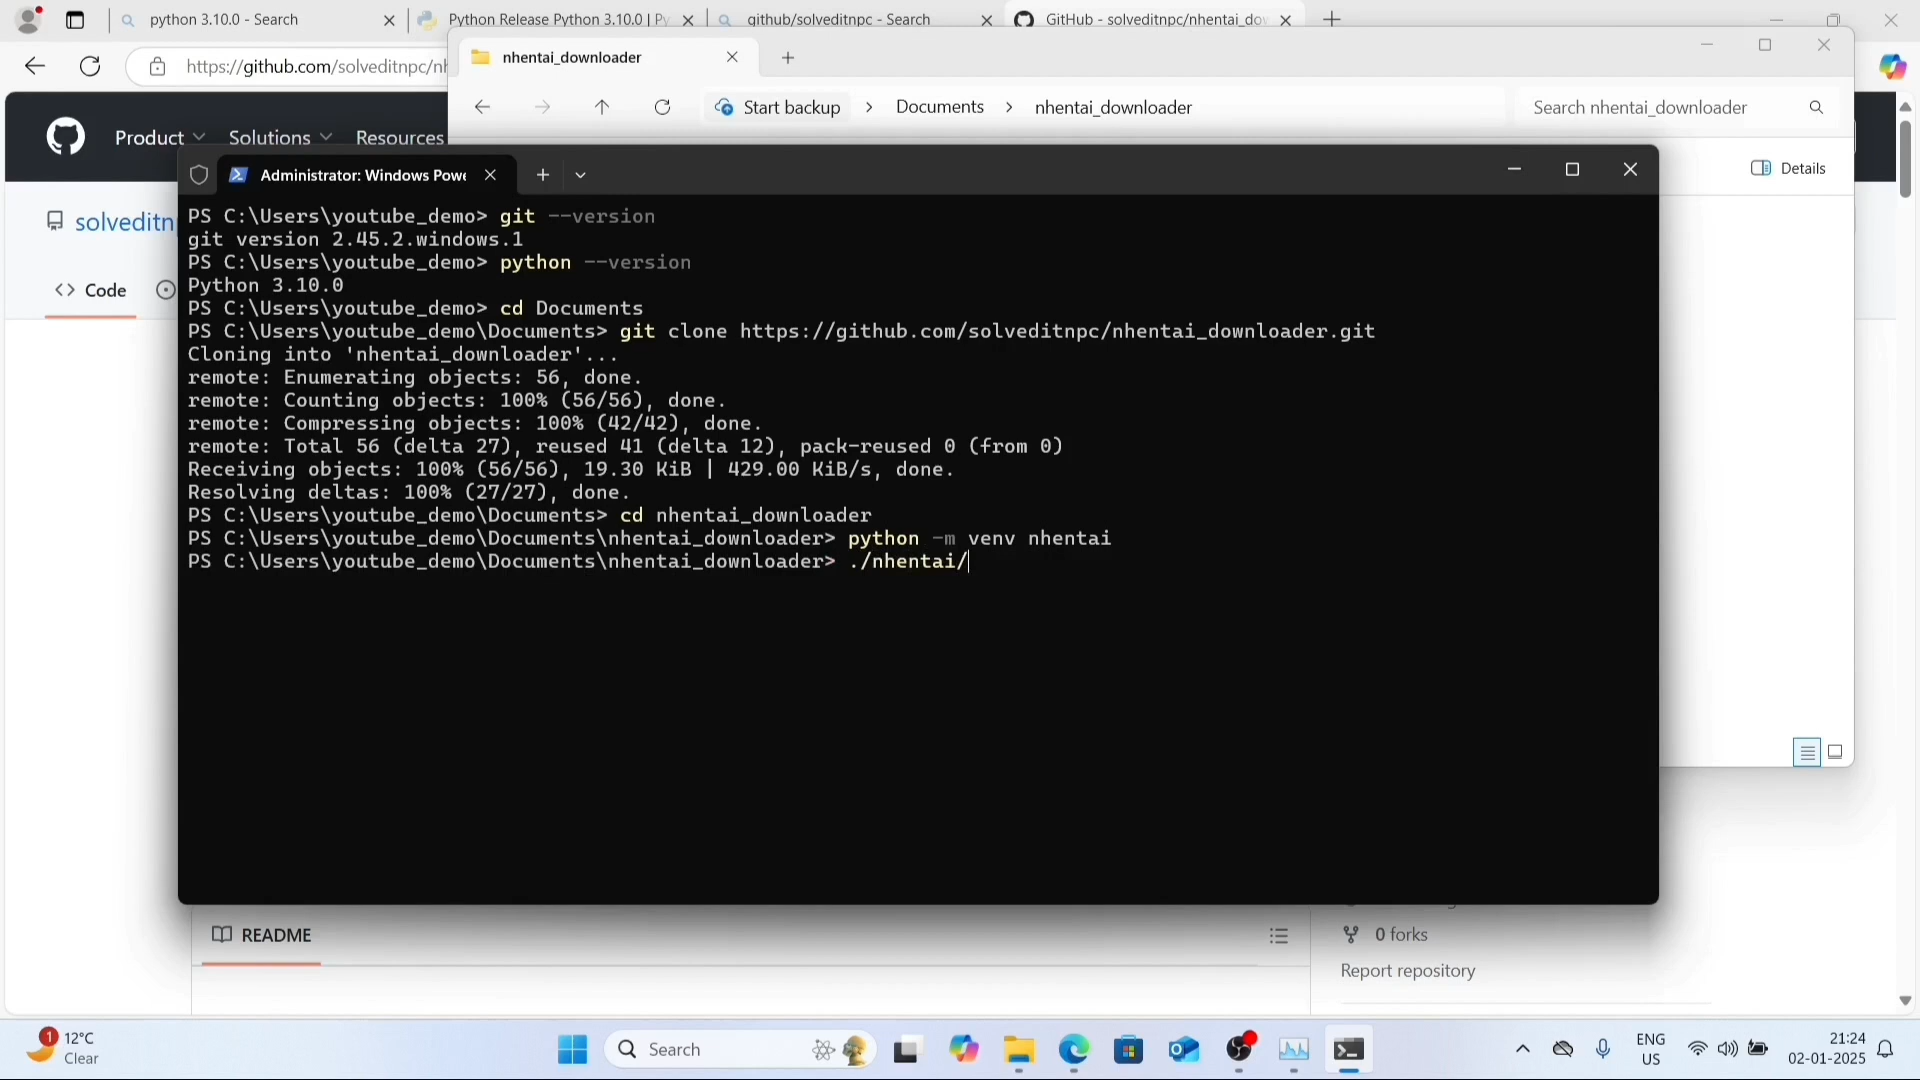 python 3.10.0 - Search
Python Release Python 3.10.0 | Py
github/solveditnpc - Search
GitHub - solveditnpc/nhentai_do
https://github.com/solveditnpc/nh
nhentai_downloader
Start backup > Documents > nhentai_downloader
Search nhentai_downloader
Product
Solutions
Resources
Details
solveditnp
Code
Administrator: Windows Powe
PS C:\Users\youtube_demo> git --version
git version 2.45.2.windows.1
PS C:\Users\youtube_demo> python --version
Python 3.10.0
PS C:\Users\youtube_demo> cd Documents
PS C:\Users\youtube_demo\Documents> git clone https://github.com/solveditnpc/nhentai_downloader.git
Cloning into 'nhentai_downloader'...
remote: Enumerating objects: 56, done.
remote: Counting objects: 100% (56/56), done.
remote: Compressing objects: 100% (42/42), done.
remote: Total 56 (delta 27), reused 41 (delta 12), pack-reused 0 (from 0)
Receiving objects: 100% (56/56), 19.30 KiB | 429.00 KiB/s, done.
Resolving deltas: 100% (27/27), done.
PS C:\Users\youtube_demo\Documents> cd nhentai_downloader
PS C:\Users\youtube_demo\Documents\nhentai_downloader> python -m venv nhentai
PS C:\Users\youtube_demo\Documents\nhentai_downloader> ./nhentai/
README
0 forks
Report repository
1
12°C
Clear
Search
ENG
US
21:24
02-01-2025